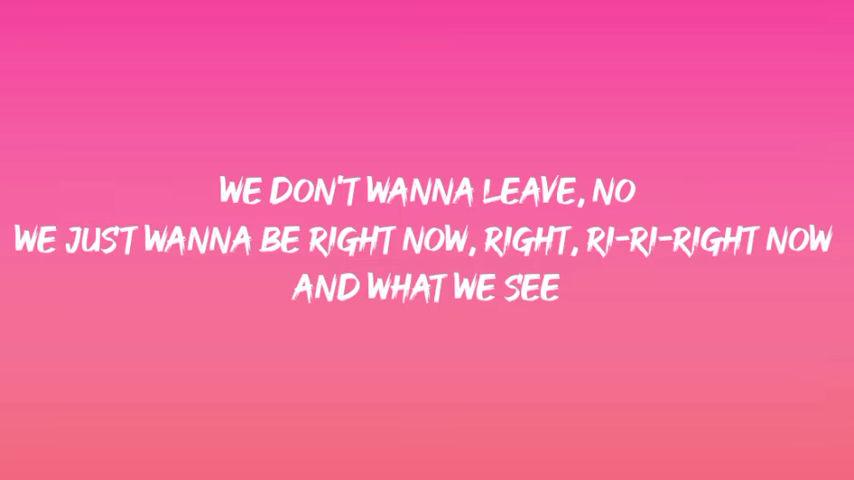 WE DON'T WANNA LEAVE, NO
WE JUST WANNA BE RIGHT NOW, RIGHT, RI-RI-RIGHT NOW
AND WHAT WE SEE